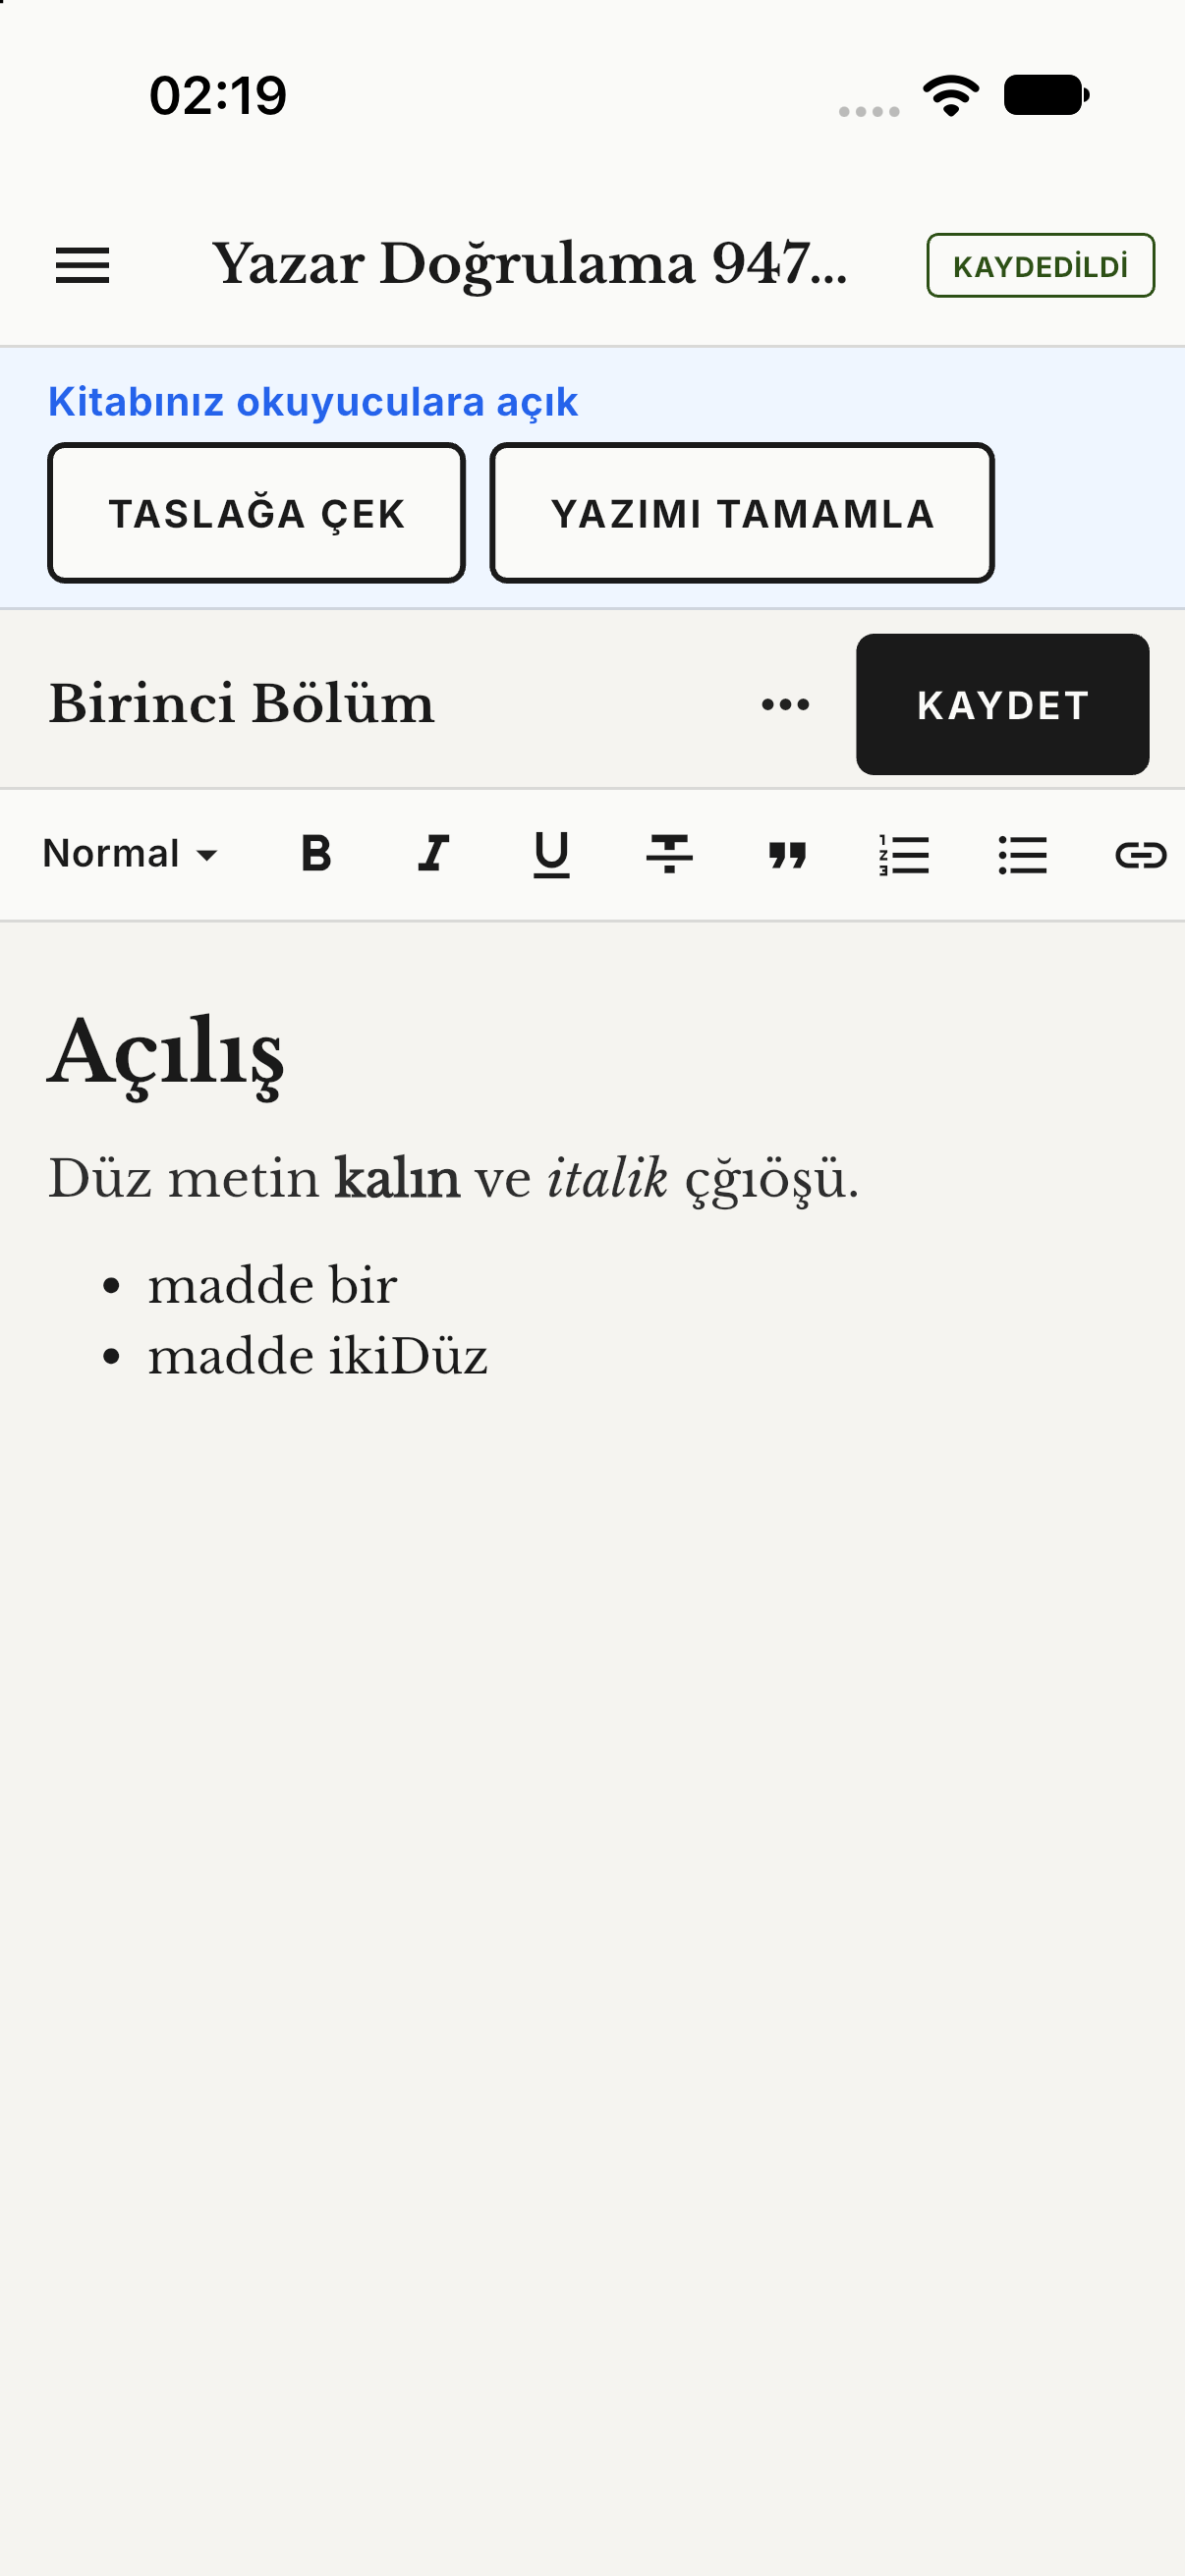 02:19
Yazar Doğrulama 947...
KAYDEDİLDİ
Kitabınız okuyuculara açık
TASLAĞA ÇEK
YAZIMI TAMAMLA
Birinci Bölüm
KAYDET
Normal
Açılış
Düz metin kalın ve italik çğıöşü.
• madde bir
• madde ikiDüz